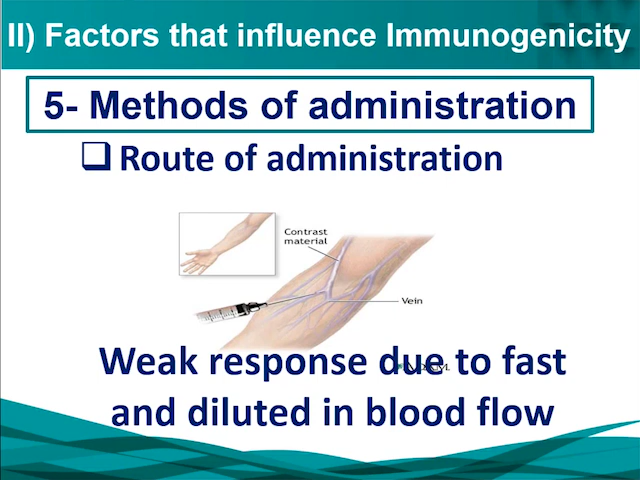 II) Factors that influence Immunogenicity
5- Methods of administration
Route of administration
Contrast
material
Vein
Weak response due to fast
and diluted in blood flow